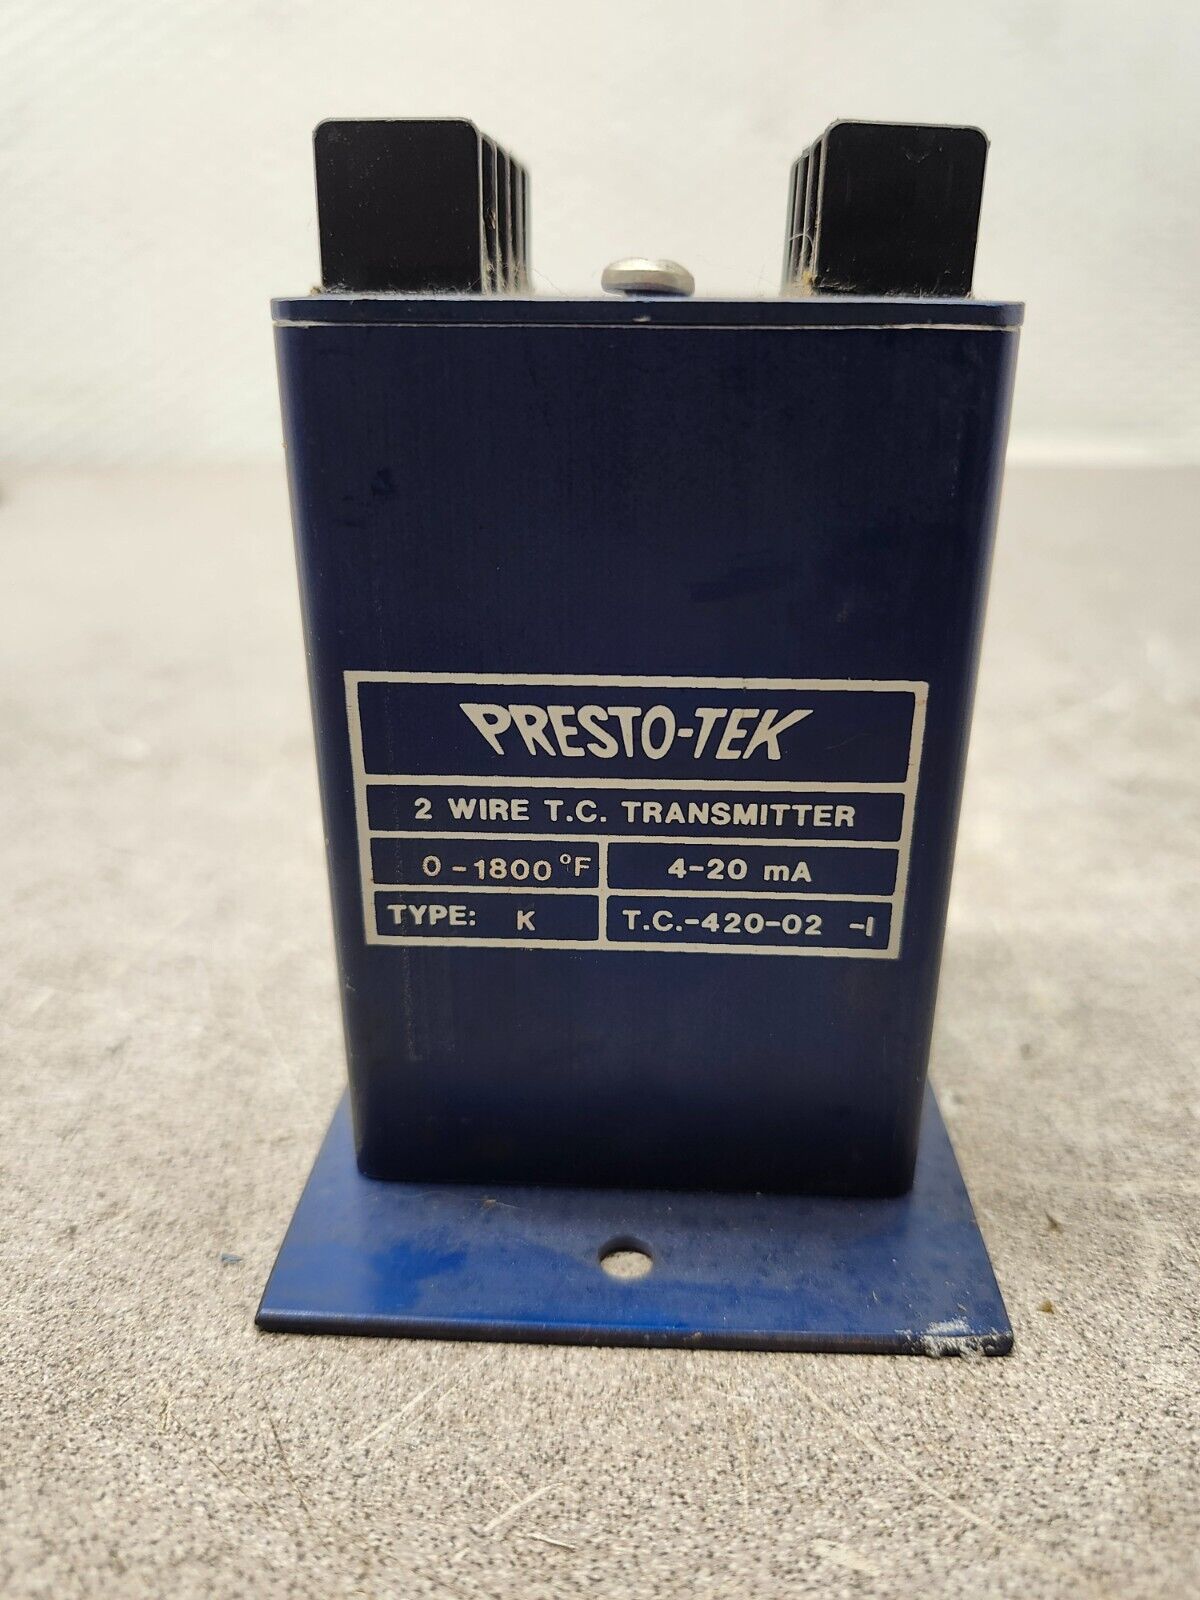 PRESTO-TEK
2 WIRE T.C. TRANSMITTER
0-1800 °F 4-20 mA
TYPE: K T.C.-420-02 -I